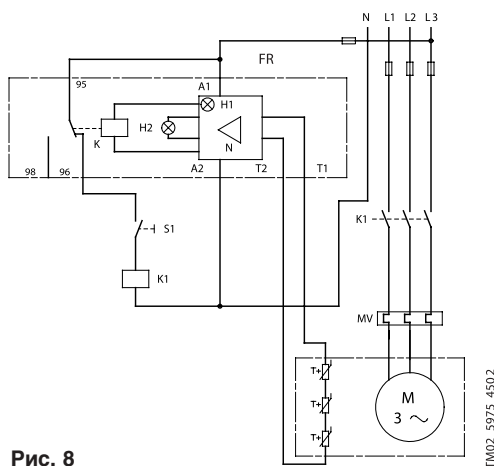 N L1 L2 L3
FR
95
A1
H1
H2
K
N
98 96 A2 T2 T1
S1
K1
K1
MV
T+
T+
T+
M
3 ~
TM02 5975 4502
Рис. 8